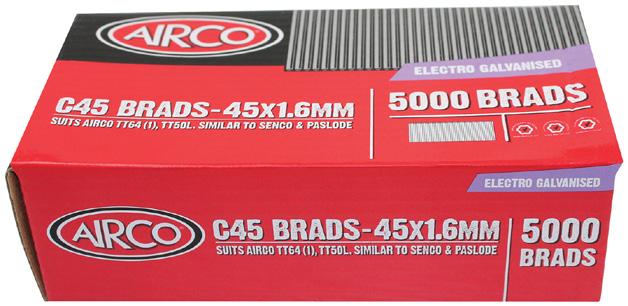 AIRCO
ELECTRO GALVANISED
C45 BRADS-45X1.6MM
5000 BRADS
SUITS AIRCO TT64 (1), TT50L. SIMILAR TO SENCO & PASLODE
ELECTRO GALVANISED
AIRCO
C45 BRADS-45X1.6MM
SUITS AIRCO TT64 (1), TT50L. SIMILAR TO SENCO & PASLODE
5000
BRADS